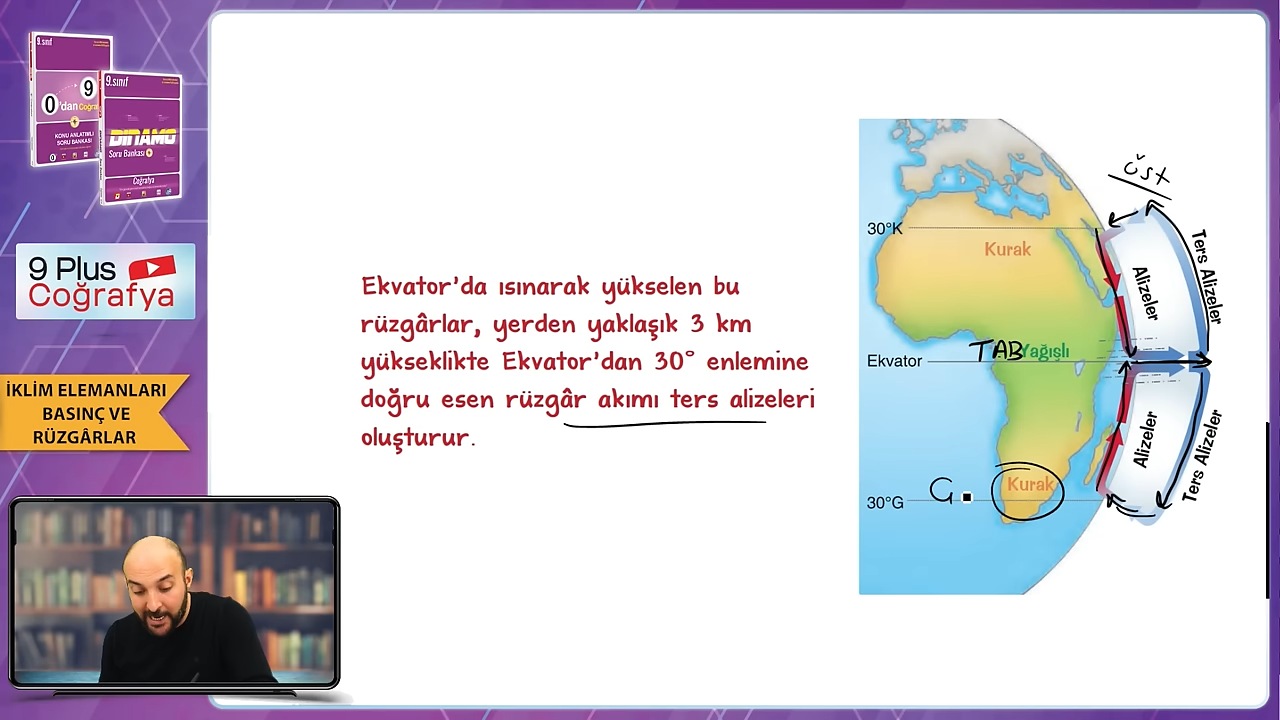 9.sınıf
0'dan 9
Coğrafya
KONU ANLATIMLI
SORU BANKASI
9.sınıf
DİNAMO
Soru Bankası
Coğrafya
9 Plus
Coğrafya
İKLİM ELEMANLARI
BASINÇ VE
RÜZGÂRLAR
Ekvator'da ısınarak yükselen bu
rüzgârlar, yerden yaklaşık 3 km
yükseklikte Ekvator'dan 30° enlemine
doğru esen rüzgâr akımı ters alizeleri
oluşturur.
üst
30°K
Kurak
Alizeler
Ters Alizeler
Ekvator
TAB
Yağışlı
Alizeler
Ters Alizeler
Kurak
G
30°G